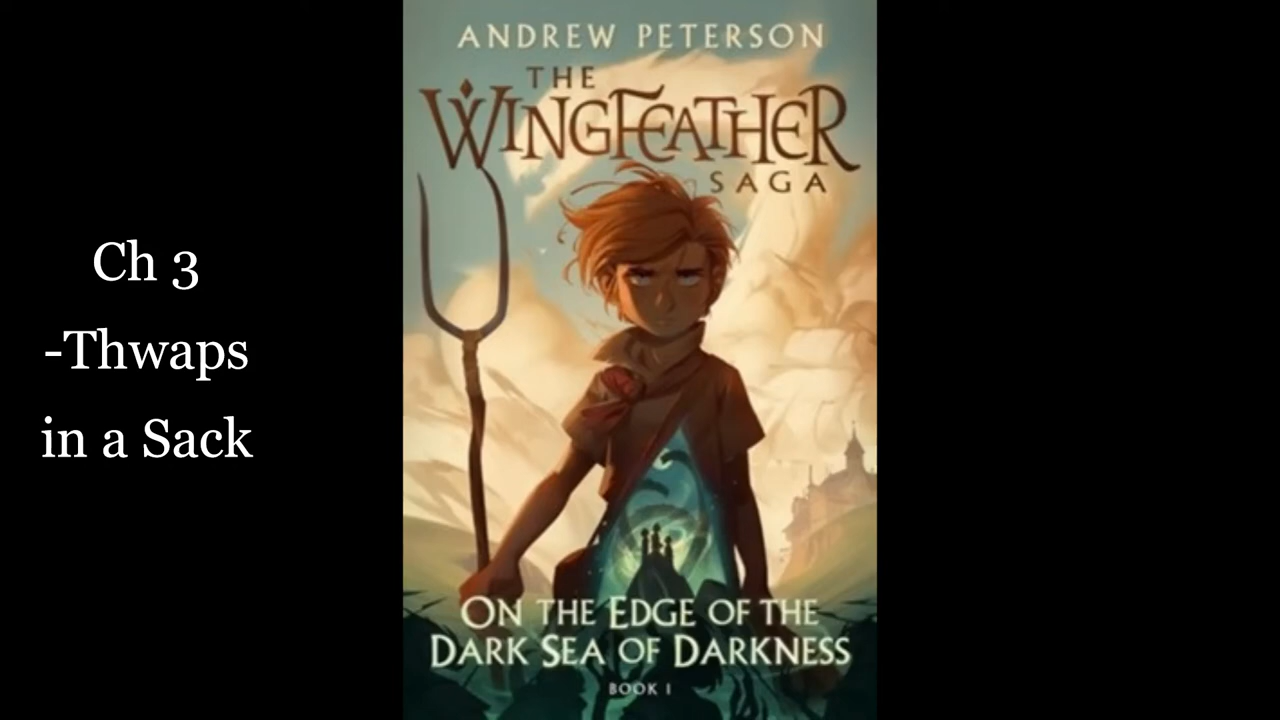 Ch 3
-Thwaps
in a Sack
ANDREW PETERSON
THE
WINGFEATHER
SAGA
ON THE EDGE OF THE
DARK SEA OF DARKNESS
BOOK 1